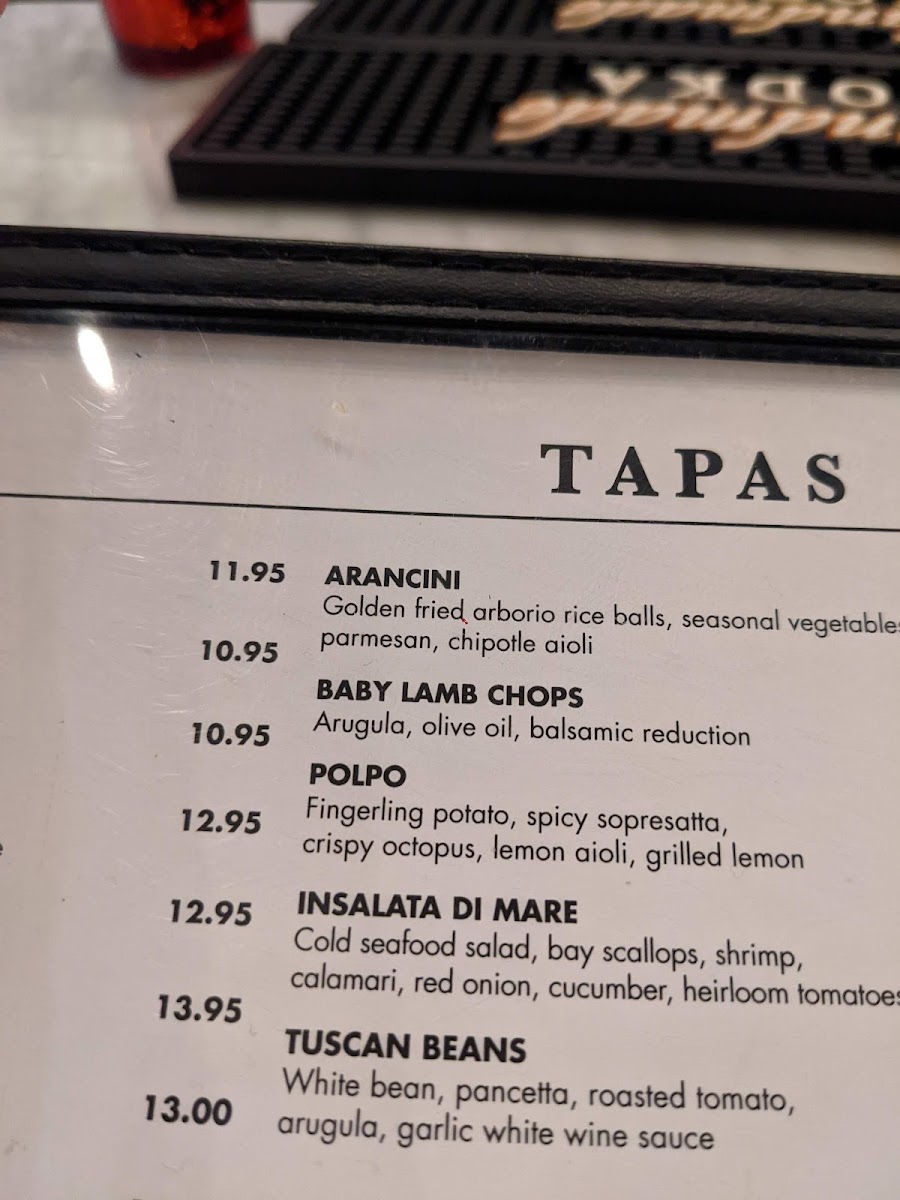 ndmade
ODKA
ndmade
TAPAS
11.95 ARANCINI
Golden fried arborio rice balls, seasonal vegetables
10.95 parmesan, chipotle aioli
BABY LAMB CHOPS
10.95 Arugula, olive oil, balsamic reduction
POLPO
12.95 Fingerling potato, spicy sopresatta,
crispy octopus, lemon aioli, grilled lemon
12.95 INSALATA DI MARE
Cold seafood salad, bay scallops, shrimp,
calamari, red onion, cucumber, heirloom tomatoes
13.95
TUSCAN BEANS
White bean, pancetta, roasted tomato,
13.00 arugula, garlic white wine sauce